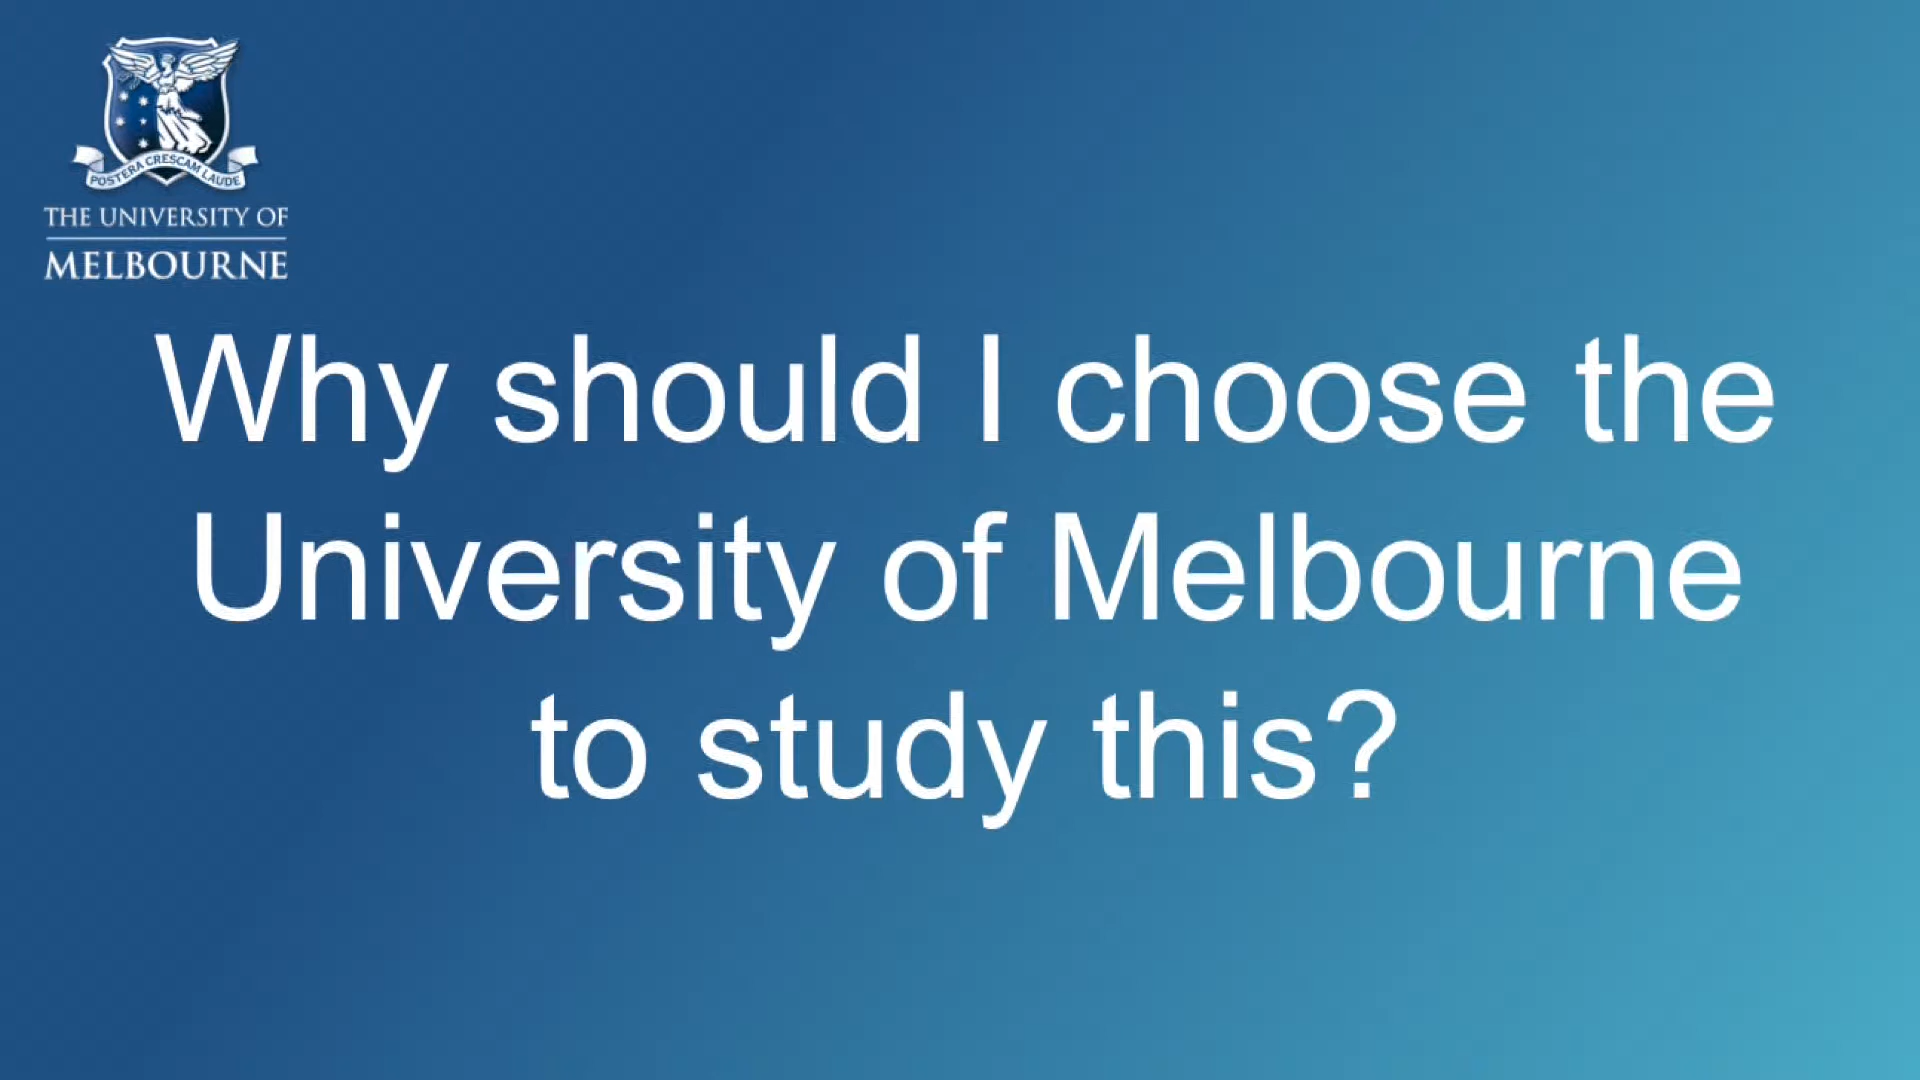 POSTERA CRESCAM LAUDE
THE UNIVERSITY OF
MELBOURNE
Why should I choose the
University of Melbourne
to study this?